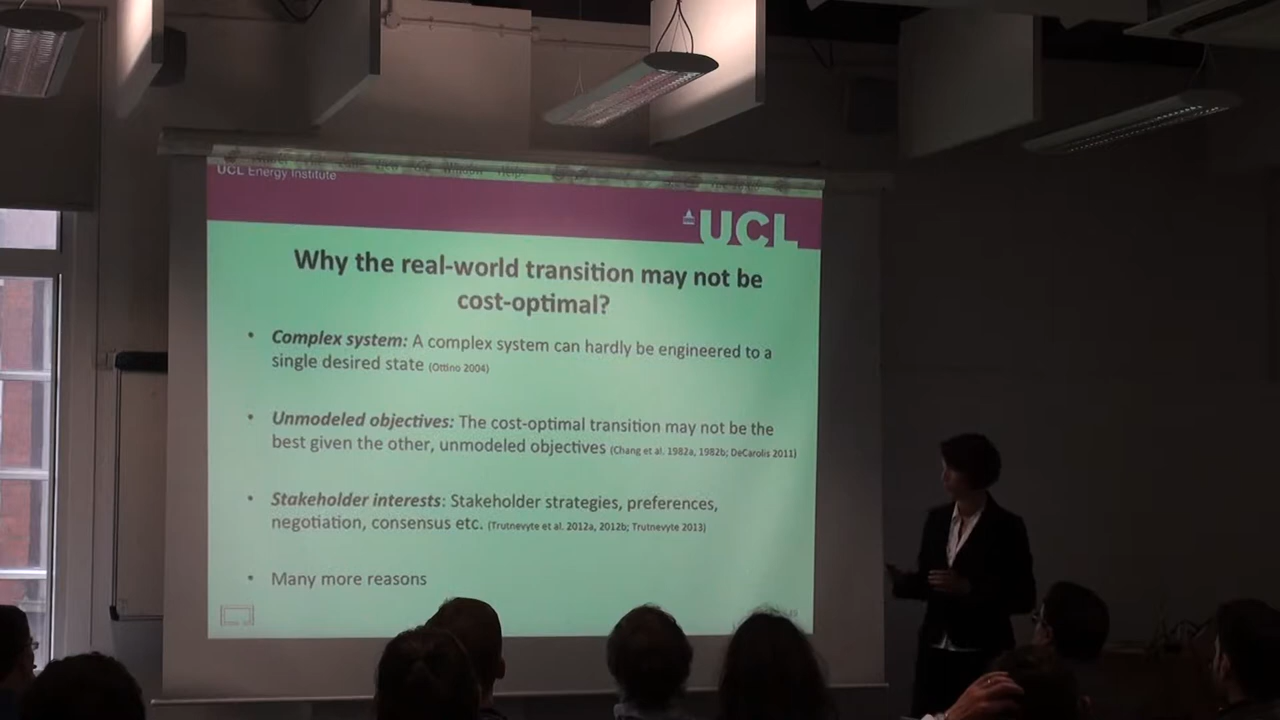 UCL Energy Institute
UCL
Why the real-world transition may not be
cost-optimal?
• Complex system: A complex system can hardly be engineered to a
single desired state (Ottino 2004)
• Unmodeled objectives: The cost-optimal transition may not be the
best given the other, unmodeled objectives (Chang et al. 1982a, 1982b; DeCarolis 2011)
• Stakeholder interests: Stakeholder strategies, preferences,
negotiation, consensus etc. (Trutnevyte et al. 2012a, 2012b; Trutnevyte 2013)
• Many more reasons